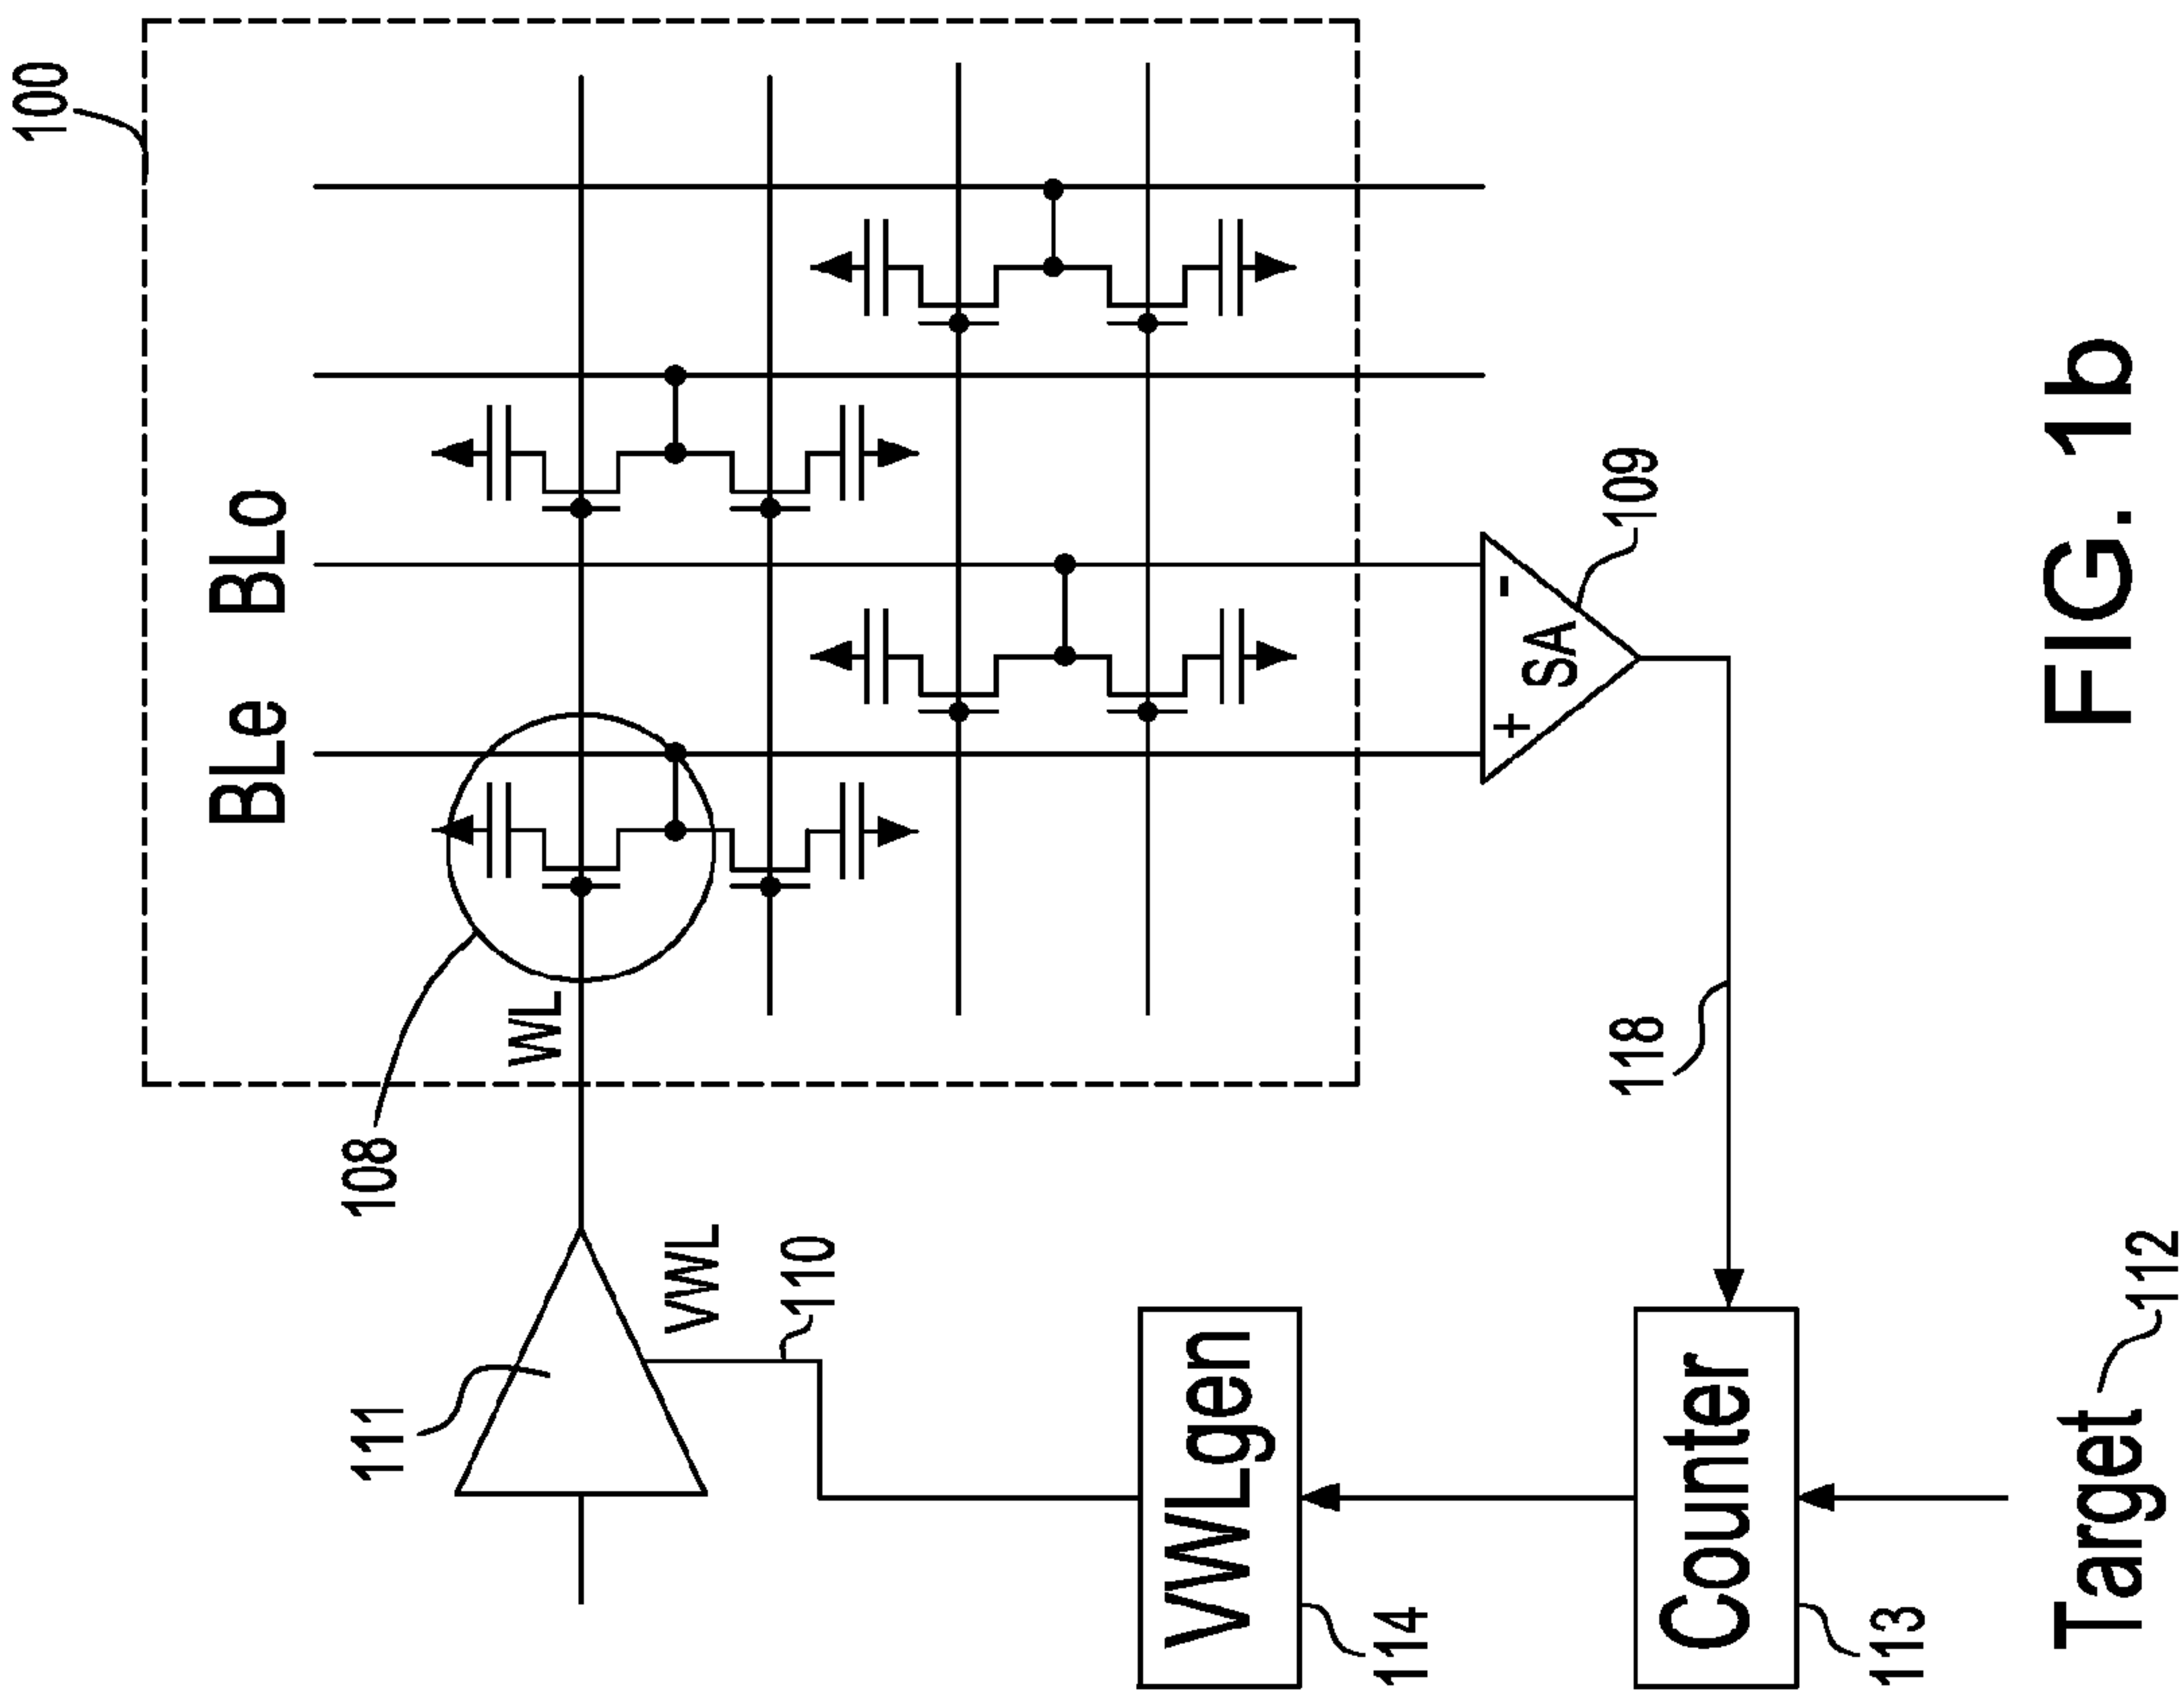 100
BLe BLo
108
WL
111
VWL
110
SA
+
-
109
118
VWLgen
114
Counter
113
Target
112
FIG. 1b